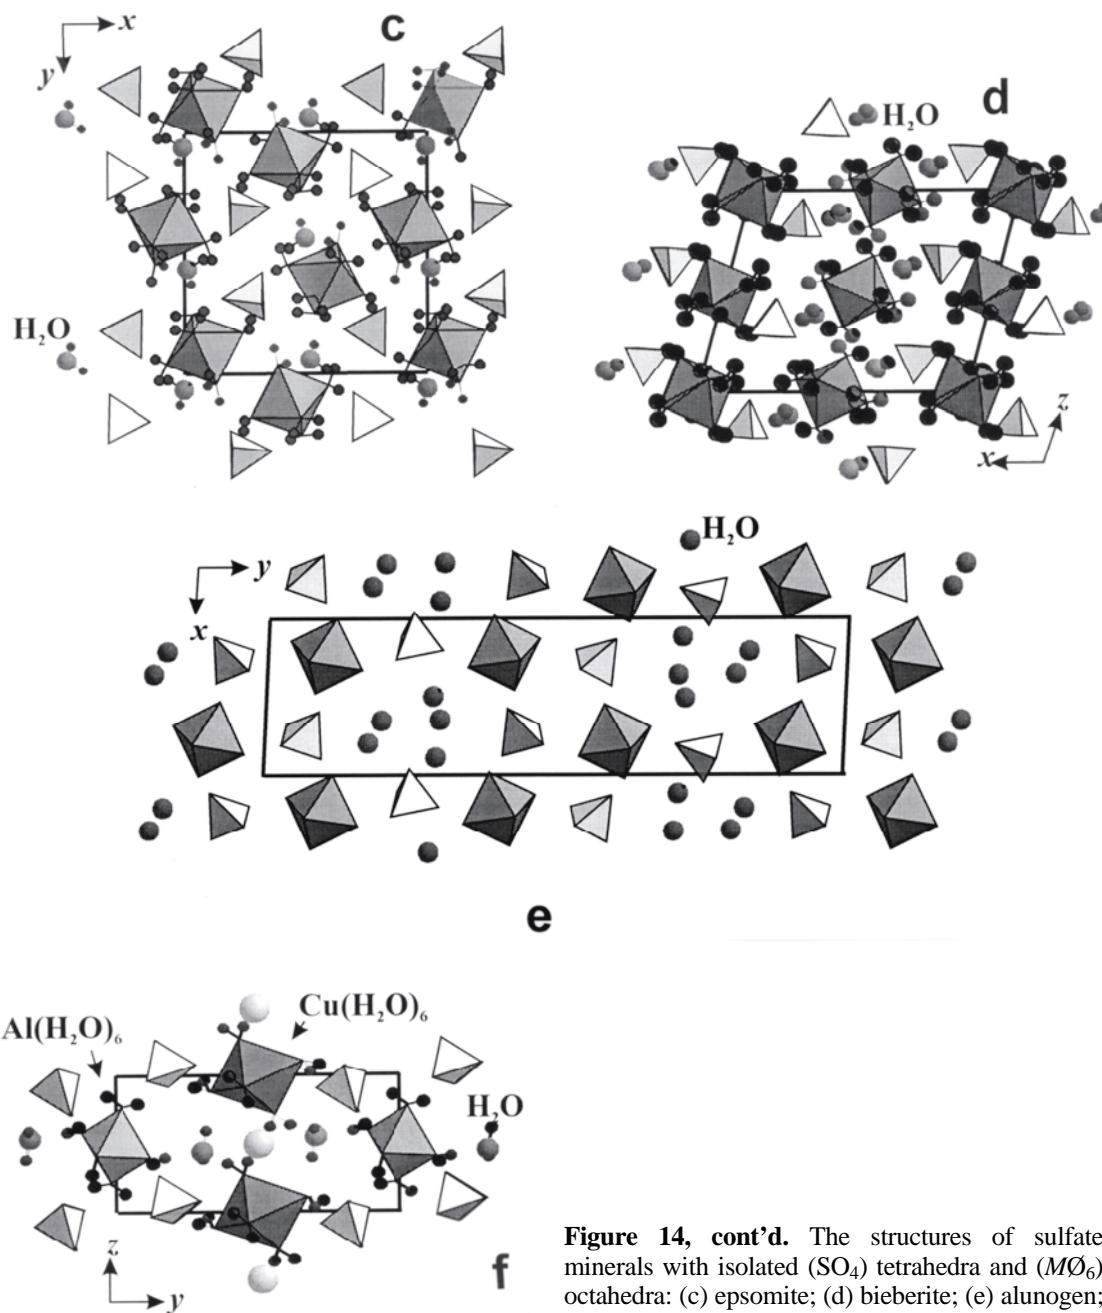 x
c
y
H₂O
d
H₂O
z
x
H₂O
y
x
e
Cu(H₂O)₆
Al(H₂O)₆
H₂O
z
y
f
Figure 14, cont'd. The structures of sulfate
minerals with isolated (SO₄) tetrahedra and (MØ₆)
octahedra: (c) epsomite; (d) bieberite; (e) alunogen;